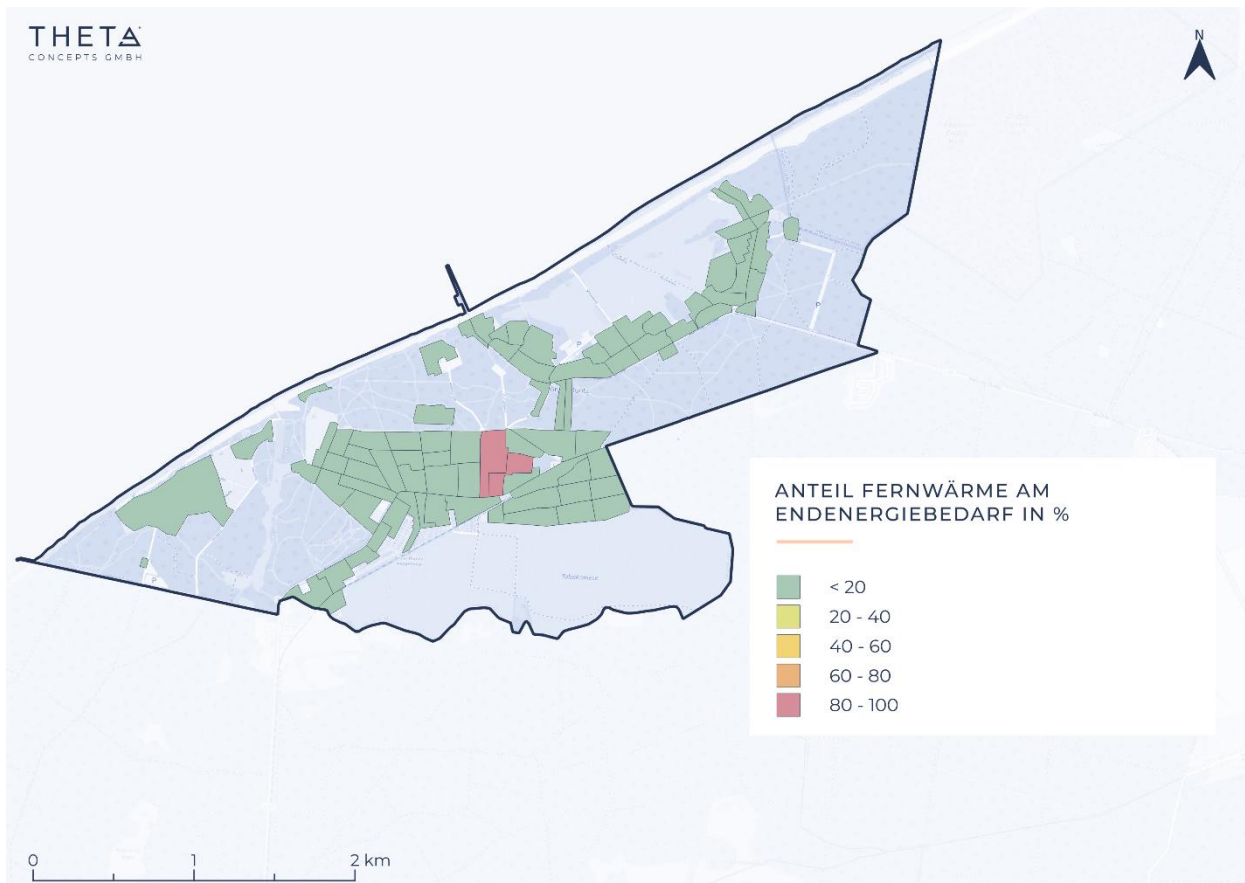 THETA
CONCEPTS GMBH
N
P
P
P
ANTEIL FERNWÄRME AM
ENDENERGIEBEDARF IN %
< 20
20 - 40
40 - 60
60 - 80
80 - 100
0 1 2 km